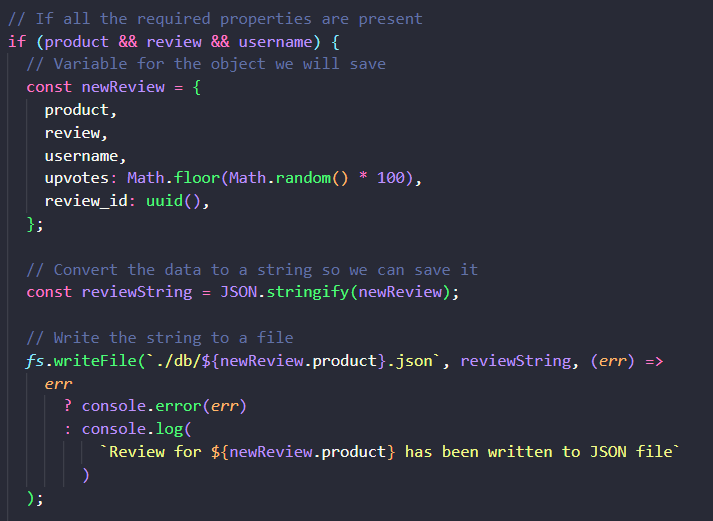 // If all the required properties are present
if (product && review && username) {
  // Variable for the object we will save
  const newReview = {
    product,
    review,
    username,
    upvotes: Math.floor(Math.random() * 100),
    review_id: uuid(),
  };

  // Convert the data to a string so we can save it
  const reviewString = JSON.stringify(newReview);

  // Write the string to a file
  fs.writeFile(`./db/${newReview.product}.json`, reviewString, (err) =>
    err
      ? console.error(err)
      : console.log(
          `Review for ${newReview.product} has been written to JSON file`
        )
  );